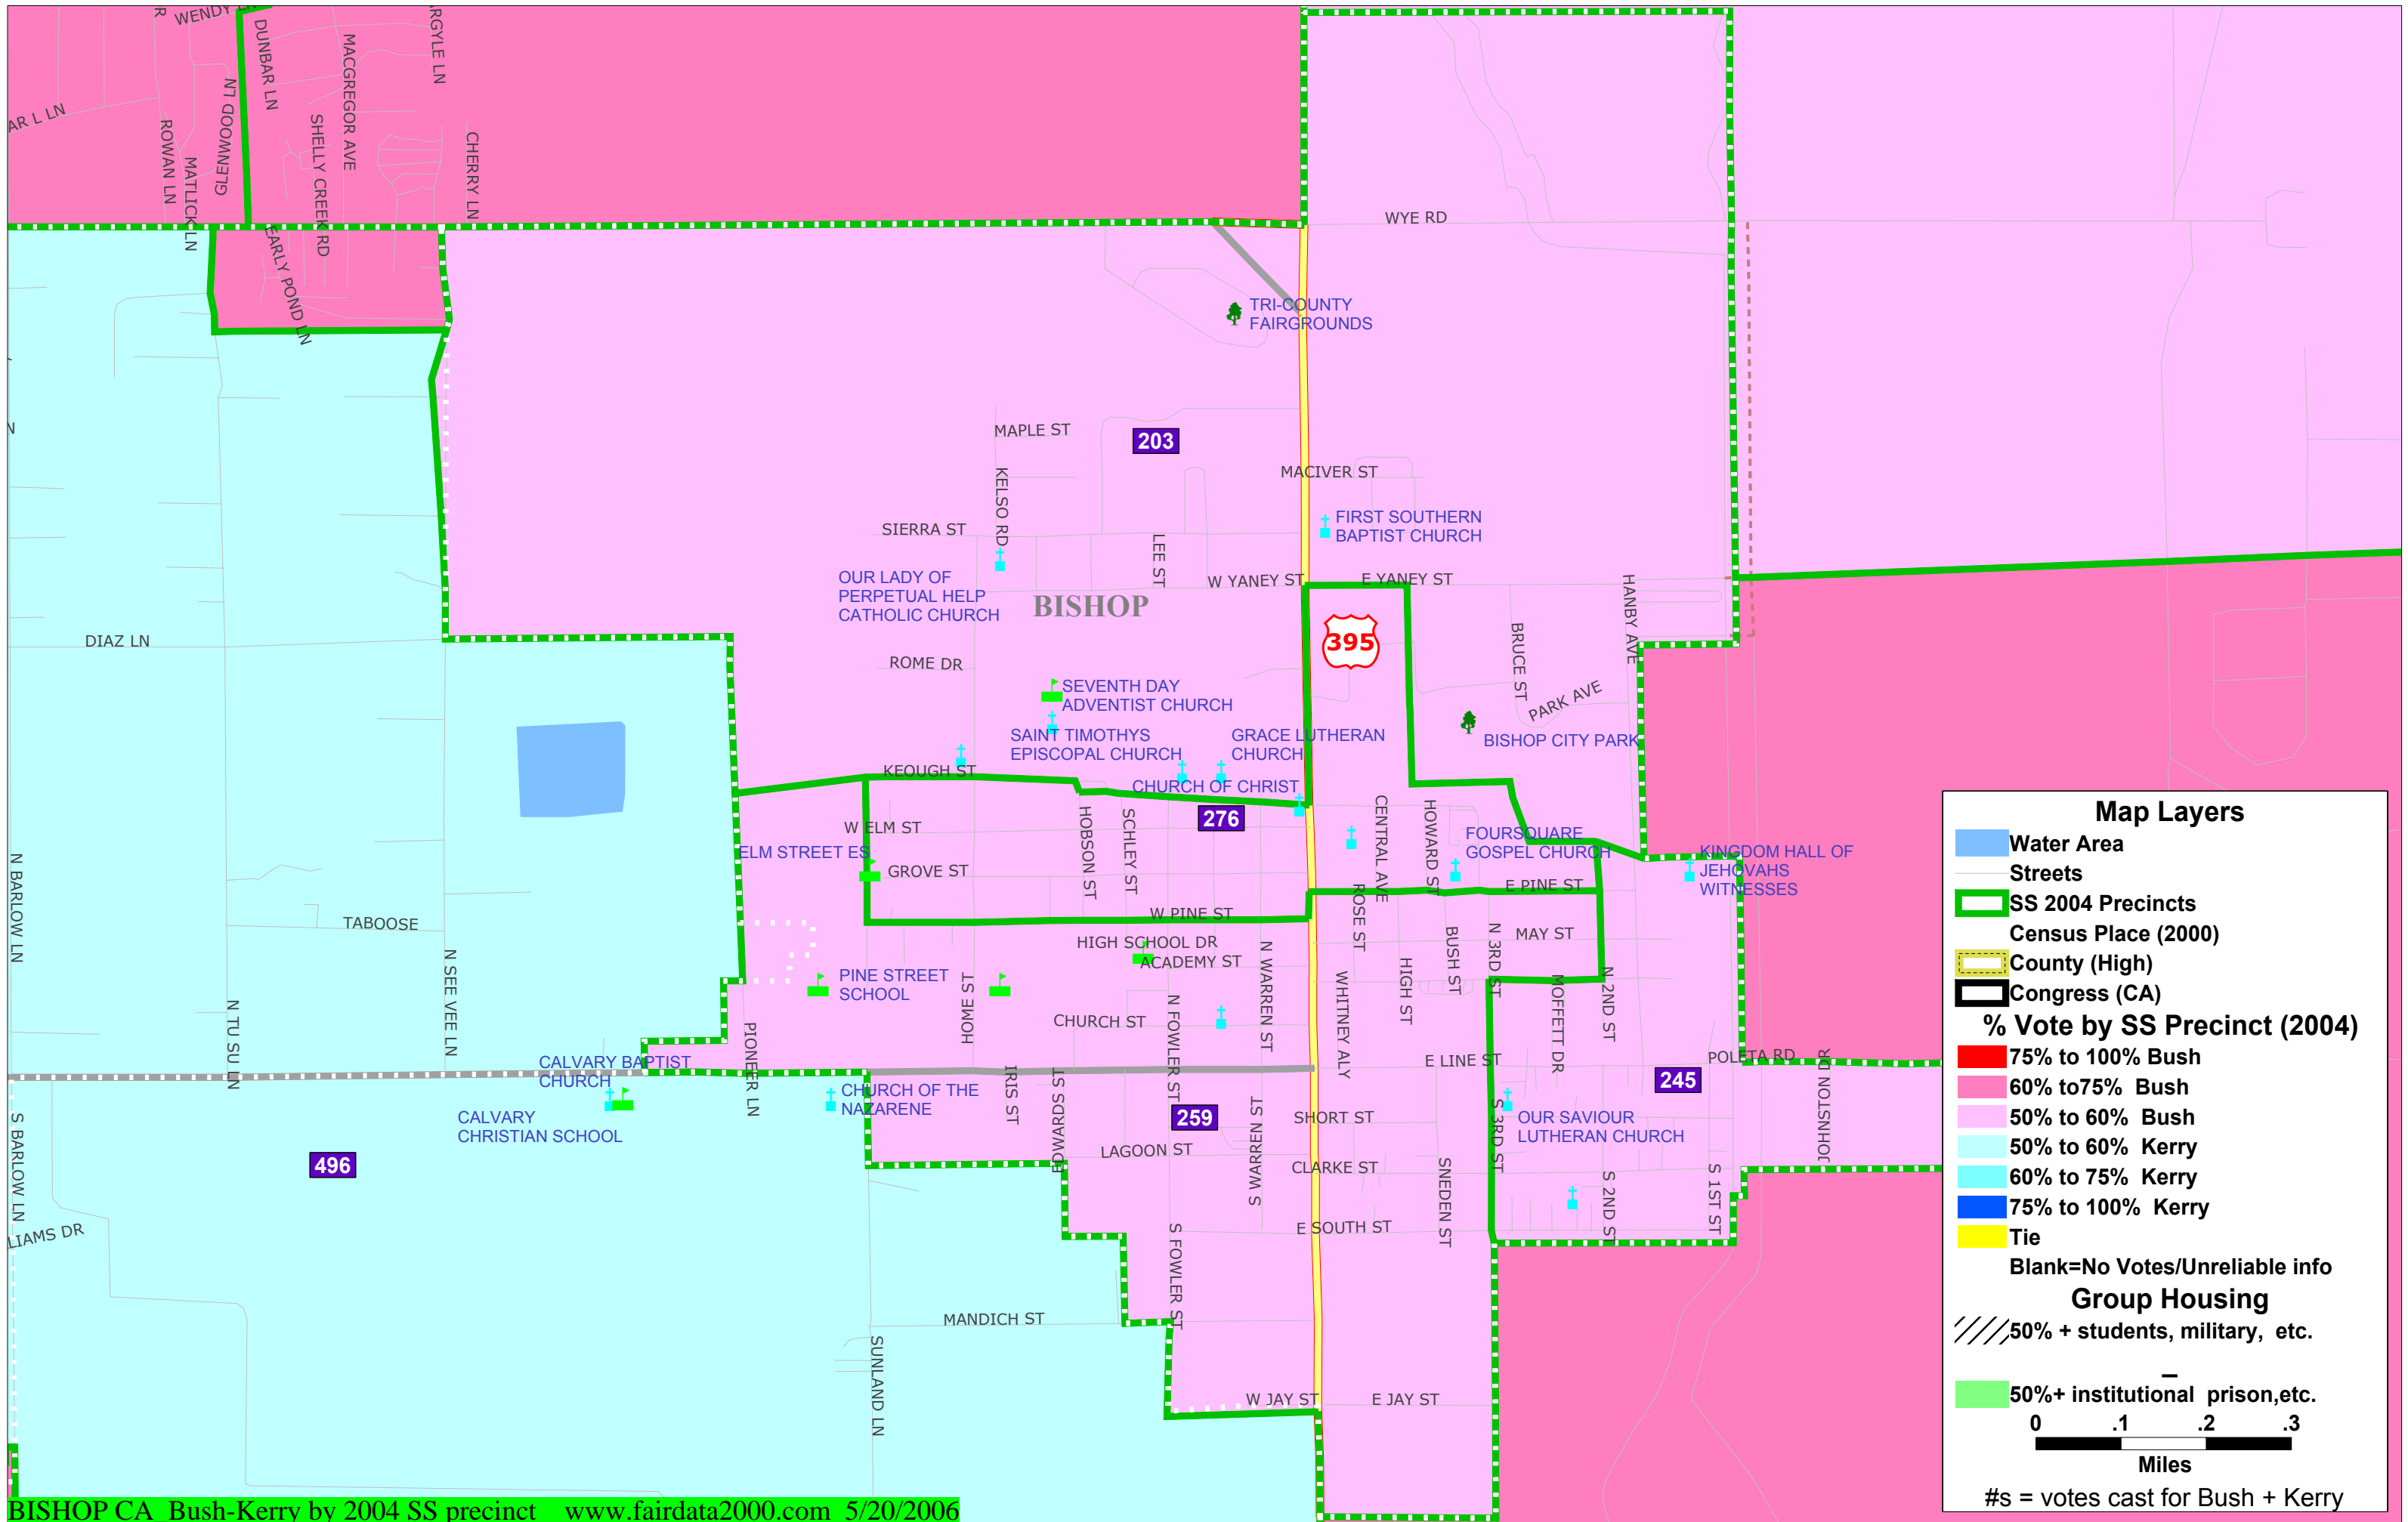 WENDY LN
R
DUNBAR LN
MACGREGOR AVE
RGYLE LN
GLENWOOD LN
AR L LN
ROWAN LN
MATLICK LN
SHELLY CREEK RD
CHERRY LN
EARLY POND LN
WYE RD
TRI-COUNTY
FAIRGROUNDS
N
MAPLE ST
203
KELSO RD
MACIVER ST
SIERRA ST
LEE ST
FIRST SOUTHERN
BAPTIST CHURCH
OUR LADY OF
PERPETUAL HELP
CATHOLIC CHURCH
BISHOP
W YANEY ST
E YANEY ST
HANBY AVE
395
BRUCE ST
DIAZ LN
ROME DR
PARK AVE
SEVENTH DAY
ADVENTIST CHURCH
SAINT TIMOTHYS
EPISCOPAL CHURCH
GRACE LUTHERAN
CHURCH
BISHOP CITY PARK
KEOUGH ST
CHURCH OF CHRIST
276
W ELM ST
HOBSON ST
SCHLEY ST
CENTRAL AVE
HOWARD ST
FOURSQUARE
GOSPEL CHURCH
ELM STREET ES
GROVE ST
E PINE ST
KINGDOM HALL OF
JEHOVAHS
WITNESSES
N BARLOW LN
TABOOSE
W PINE ST
ROSE ST
HIGH SCHOOL DR
ACADEMY ST
MAY ST
N SEE VEE LN
PINE STREET
SCHOOL
N WARREN ST
BUSH ST
N 3RD ST
HIGH ST
MOFFETT DR
N 2ND ST
N TU SU LN
HOME ST
N FOWLER ST
WHITNEY ALY
CHURCH ST
PIONEER LN
CALVARY BAPTIST
CHURCH
E LINE ST
POLETA RD
245
JOHNSTON DR
CALVARY
CHRISTIAN SCHOOL
CHURCH OF THE
NAZARENE
IRIS ST
EDWARDS ST
259
S WARREN ST
SHORT ST
S 3RD ST
OUR SAVIOUR
LUTHERAN CHURCH
S BARLOW LN
496
LAGOON ST
CLARKE ST
SNEDEN ST
S 2ND ST
S 1ST ST
LIAMS DR
S FOWLER ST
E SOUTH ST
MANDICH ST
SUNLAND LN
W JAY ST
E JAY ST
Map Layers
Water Area
Streets
SS 2004 Precincts
Census Place (2000)
County (High)
Congress (CA)
% Vote by SS Precinct (2004)
75% to 100% Bush
60% to75% Bush
50% to 60% Bush
50% to 60% Kerry
60% to 75% Kerry
75% to 100% Kerry
Tie
Blank=No Votes/Unreliable info
Group Housing
50% + students, military, etc.
_
50%+ institutional prison,etc.
0 .1 .2 .3
Miles
#s = votes cast for Bush + Kerry
BISHOP CA Bush-Kerry by 2004 SS precinct www.fairdata2000.com 5/20/2006